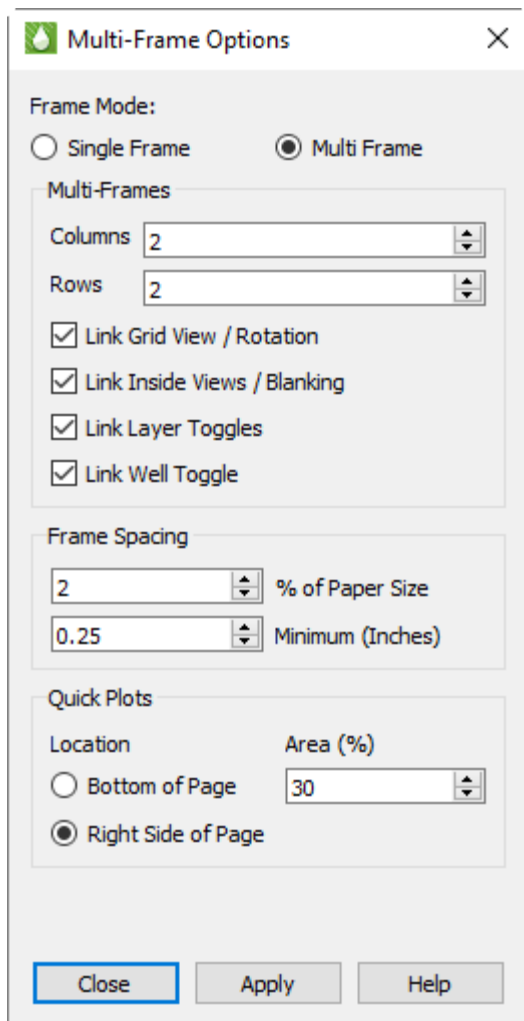 Multi-Frame Options
Frame Mode:
Single Frame Multi Frame
Multi-Frames
Columns 2
Rows 2
Link Grid View / Rotation
Link Inside Views / Blanking
Link Layer Toggles
Link Well Toggle
Frame Spacing
2 % of Paper Size
0.25 Minimum (Inches)
Quick Plots
Location Area (%)
Bottom of Page 30
Right Side of Page
Close Apply Help